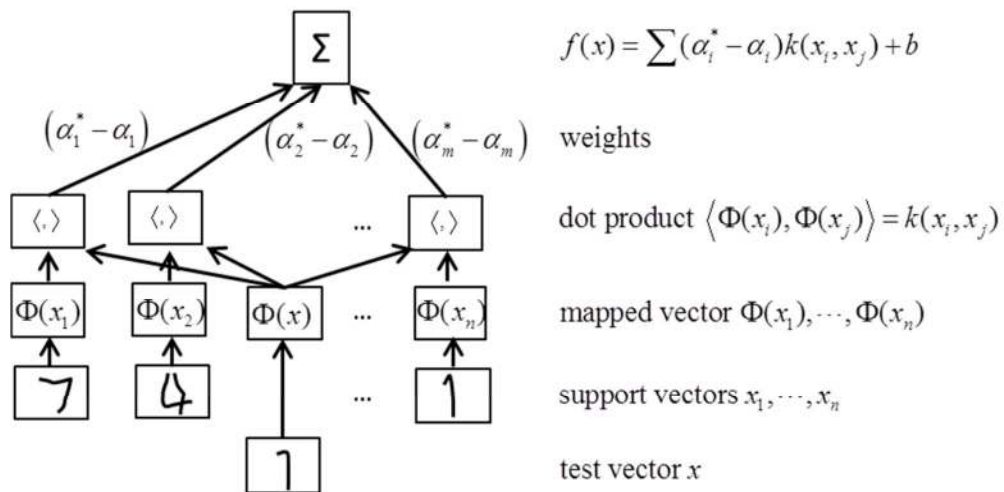 Σ
f(x) = ∑(α_i^* − α_i)k(x_i, x_j) + b
(α_1^* − α_1) (α_2^* − α_2) (α_m^* − α_m) weights
⟨,⟩ ⟨,⟩ ... ⟨,⟩ dot product ⟨Φ(x_i), Φ(x_j)⟩ = k(x_i, x_j)
Φ(x_1) Φ(x_2) Φ(x) ... Φ(x_n) mapped vector Φ(x_1), ⋯, Φ(x_n)
7 4 ... 1 support vectors x_1, ⋯, x_n
1 test vector x